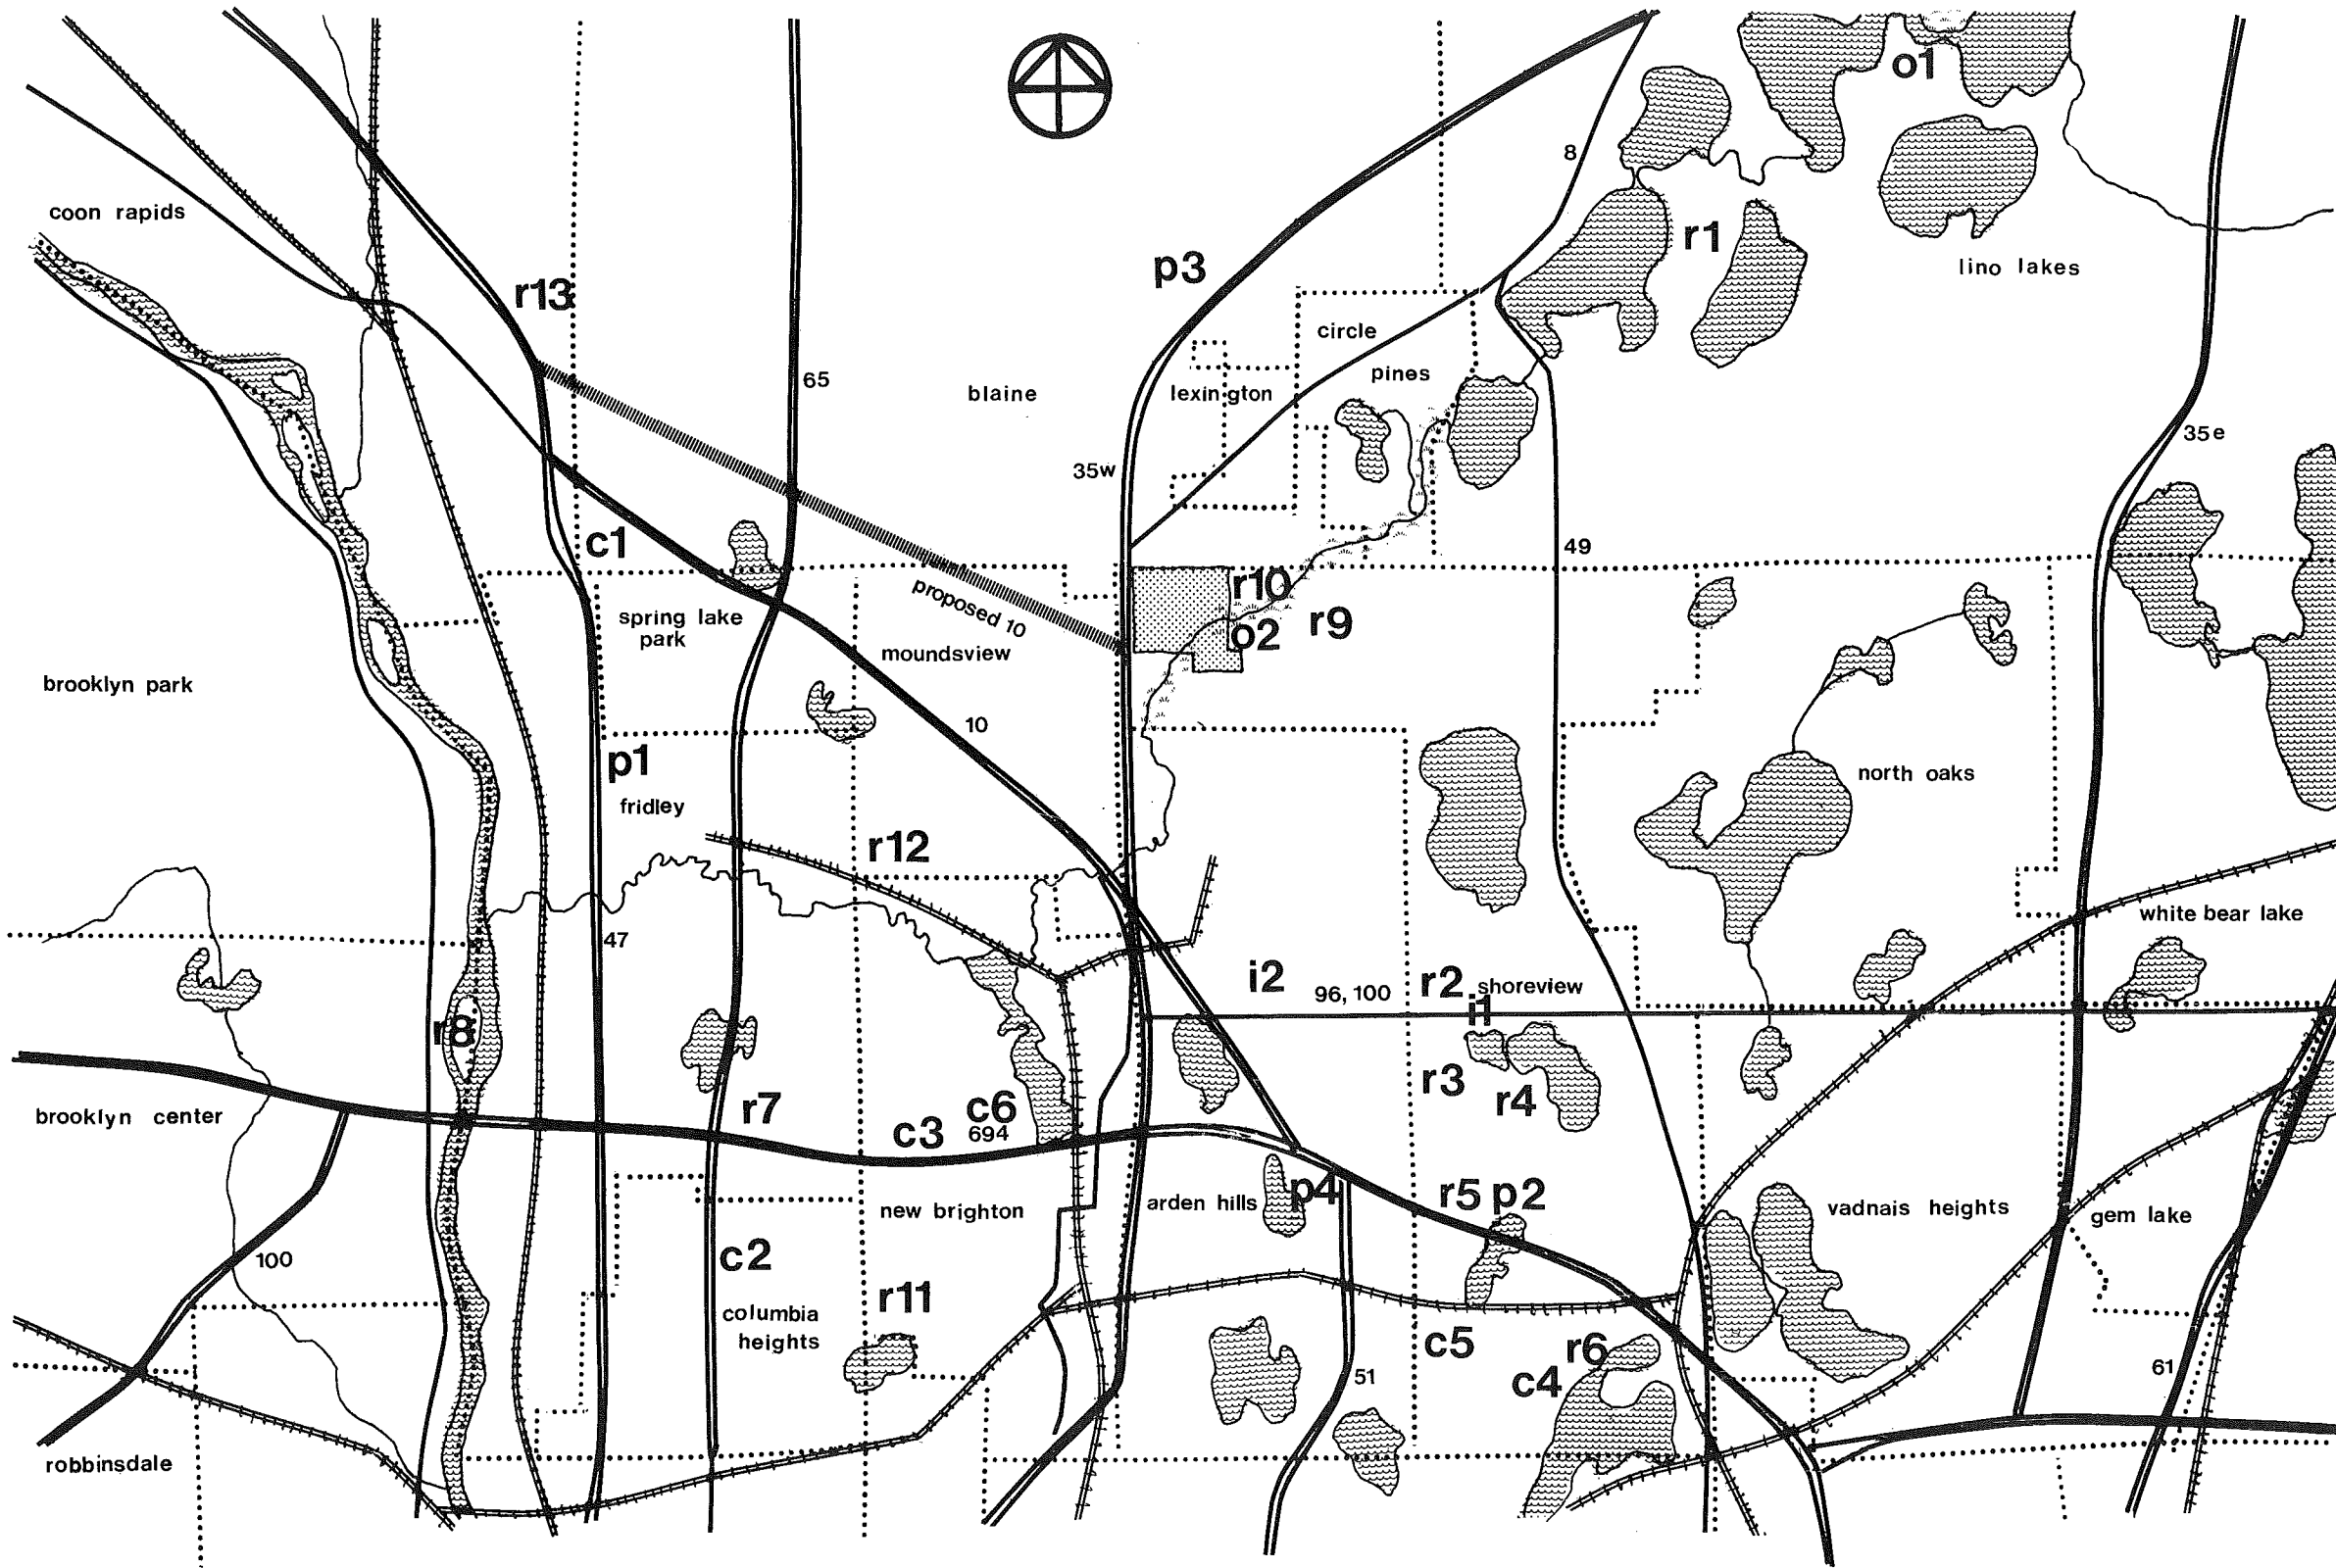 o1
8
coon rapids
r1
p3
lino lakes
r13
circle
65
pines
blaine
lexington
35e
35w
c1
49
r10
proposed 10
spring lake
park
r9
o2
moundsview
brooklyn park
10
p1
north oaks
fridley
r12
white bear lake
47
i2
96, 100
r2
shoreview
i1
r8
r3
r4
c6
r7
brooklyn center
c3
694
p4
r5
p2
new brighton
arden hills
vadnais heights
gem lake
c2
100
r11
columbia
heights
c5
r6
c4
51
61
robbinsdale